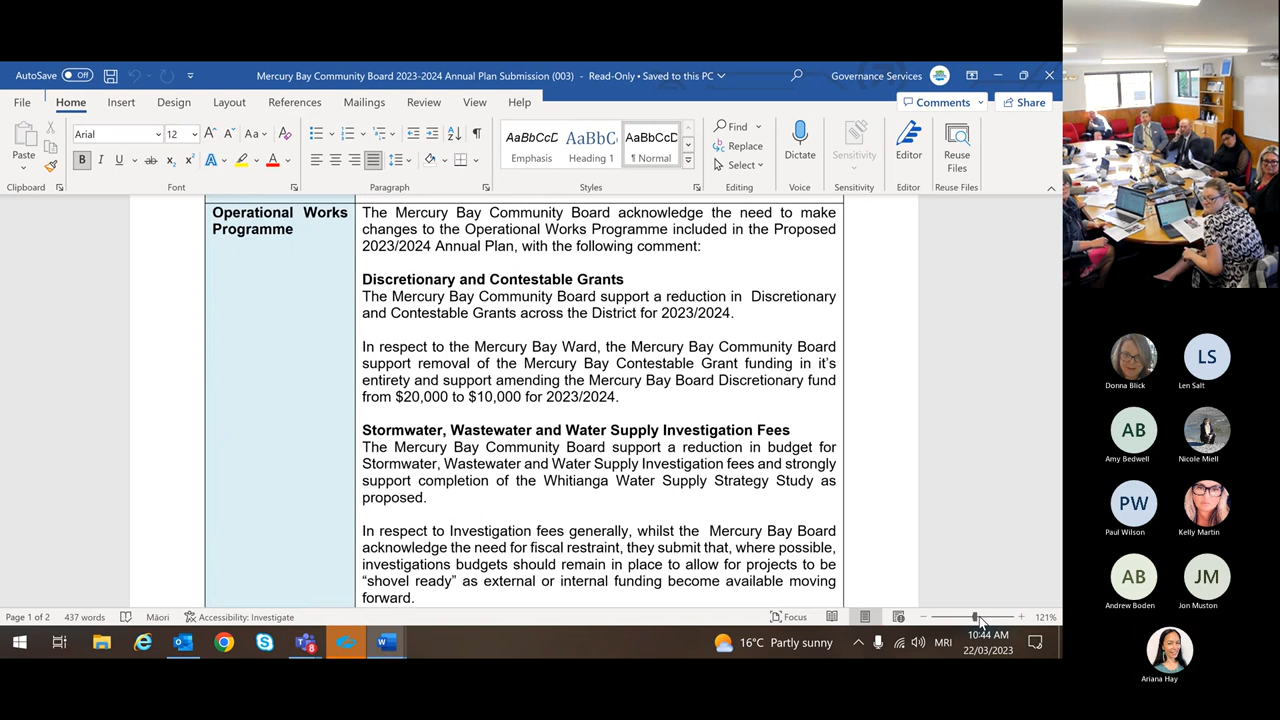 AutoSave Off
Mercury Bay Community Board 2023-2024 Annual Plan Submission (003) - Read-Only • Saved to this PC
Governance Services
File Home Insert Design Layout References Mailings Review View Help
Comments Share
Paste
Clipboard
Arial 12
Font
Paragraph
AaBbCcD AaBbC AaBbCcD
Emphasis Heading 1 ¶ Normal
Styles
Find
Replace
Select
Editing
Dictate
Voice
Sensitivity
Sensitivity
Editor
Editor
Reuse
Files
Reuse Files
Operational Works
Programme
The Mercury Bay Community Board acknowledge the need to make
changes to the Operational Works Programme included in the Proposed
2023/2024 Annual Plan, with the following comment:
Discretionary and Contestable Grants
The Mercury Bay Community Board support a reduction in Discretionary
and Contestable Grants across the District for 2023/2024.
In respect to the Mercury Bay Ward, the Mercury Bay Community Board
support removal of the Mercury Bay Contestable Grant funding in it's
entirety and support amending the Mercury Bay Board Discretionary fund
from $20,000 to $10,000 for 2023/2024.
Stormwater, Wastewater and Water Supply Investigation Fees
The Mercury Bay Community Board support a reduction in budget for
Stormwater, Wastewater and Water Supply Investigation fees and strongly
support completion of the Whitianga Water Supply Strategy Study as
proposed.
In respect to Investigation fees generally, whilst the Mercury Bay Board
acknowledge the need for fiscal restraint, they submit that, where possible,
investigations budgets should remain in place to allow for projects to be
“shovel ready” as external or internal funding become available moving
forward.
Page 1 of 2 437 words Māori Accessibility: Investigate
Focus 121%
16°C Partly sunny MRI 10:44 AM
22/03/2023
LS
Donna Blick Len Salt
AB
Amy Bedwell Nicole Miell
PW
Paul Wilson Kelly Martin
AB JM
Andrew Boden Jon Muston
Ariana Hay